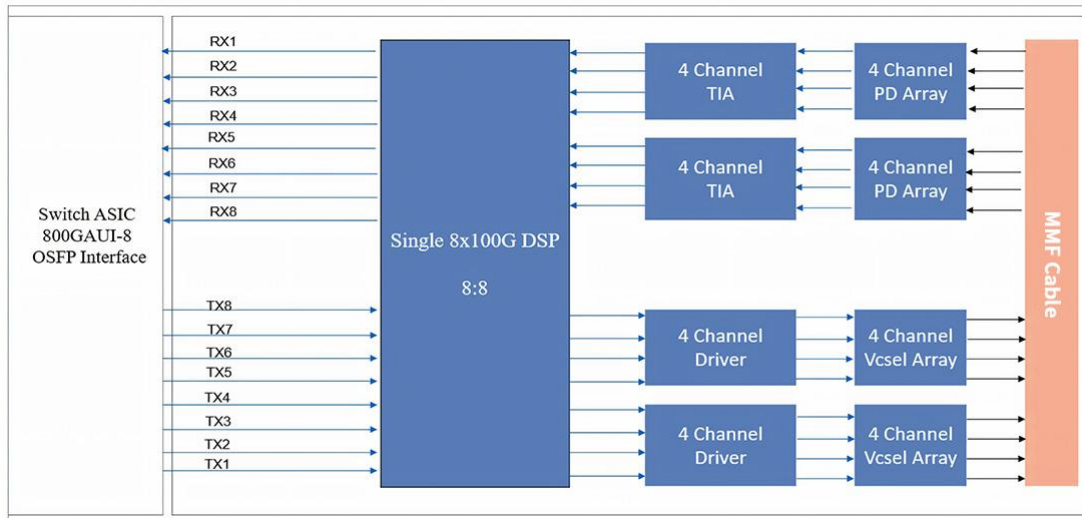 Switch ASIC
800GAUI-8
OSFP Interface
RX1
RX2
RX3
RX4
RX5
RX6
RX7
RX8
TX8
TX7
TX6
TX5
TX4
TX3
TX2
TX1
Single 8x100G DSP
8:8
4 Channel
TIA
4 Channel
PD Array
4 Channel
TIA
4 Channel
PD Array
4 Channel
Driver
4 Channel
Vcsel Array
4 Channel
Driver
4 Channel
Vcsel Array
MMF Cable